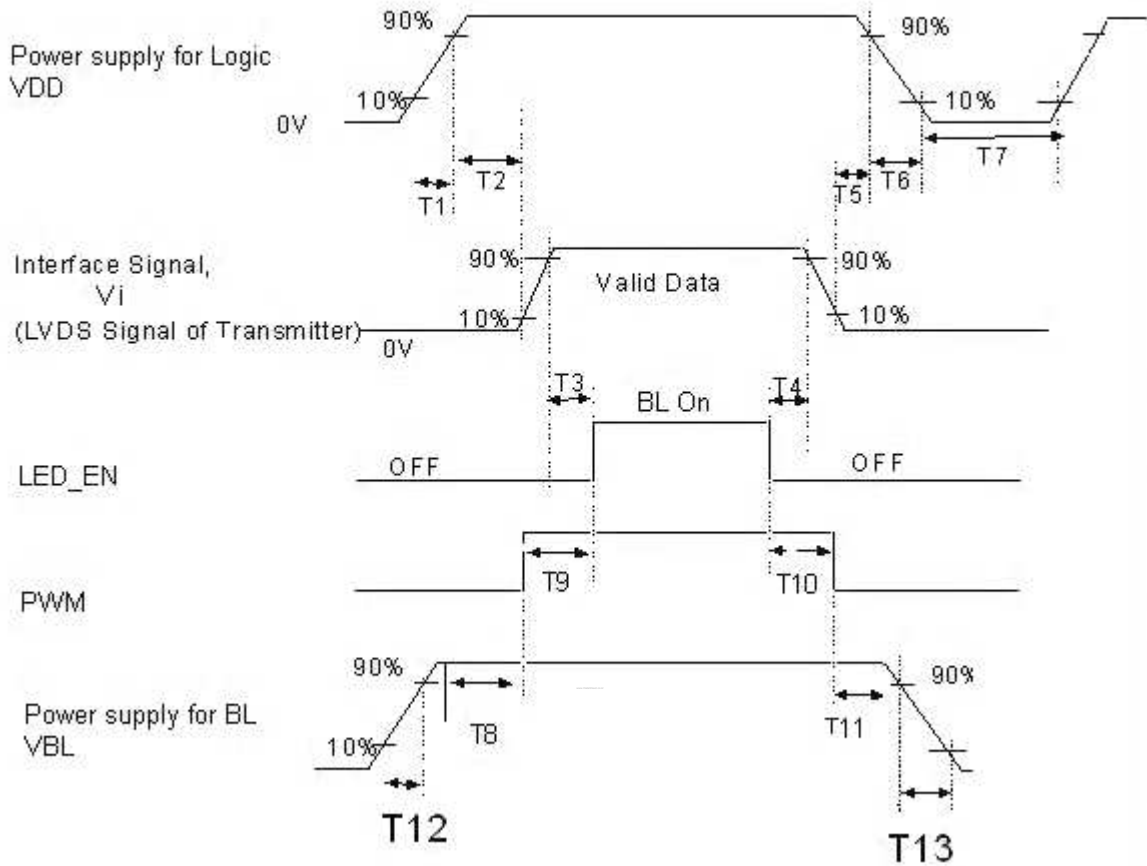 90%
90%
Power supply for Logic
VDD
10%
10%
0V
T1
T2
T5
T6
T7
Interface Signal,
Vi
(LVDS Signal of Transmitter)
90%
Valid Data
90%
10%
10%
0V
T3
T4
BL On
LED_EN
OFF
OFF
T9
T10
PWM
90%
90%
Power supply for BL
VBL
T8
T11
10%
T12
T13